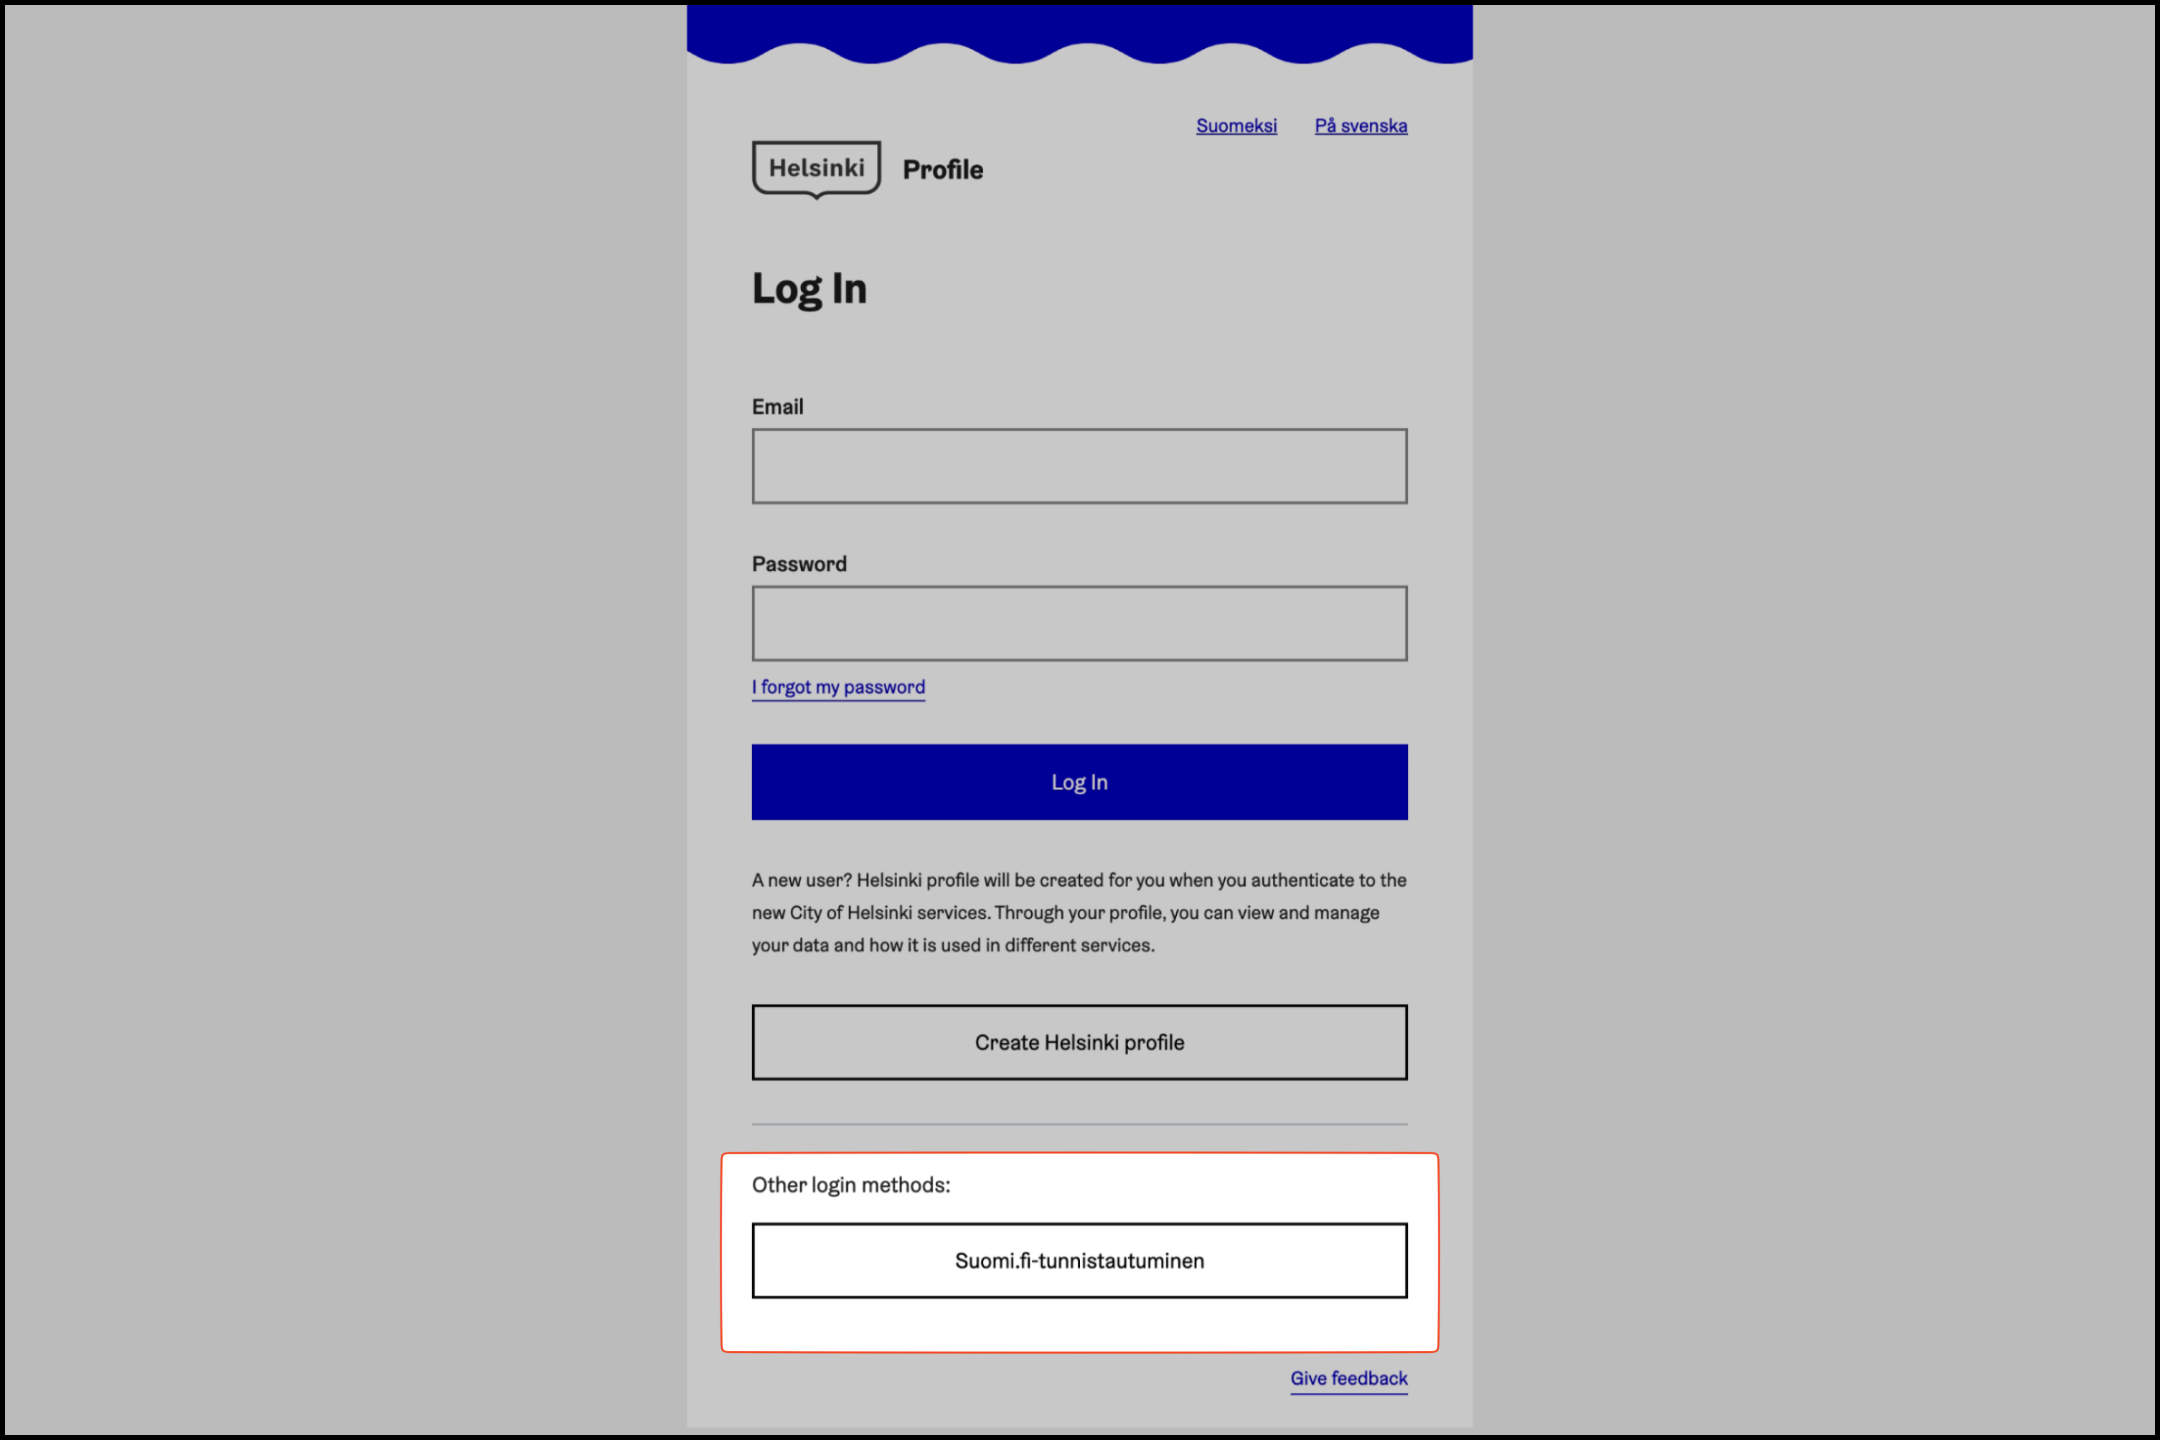 Suomeksi På svenska
Helsinki Profile
Log In
Email
Password
I forgot my password
Log In
A new user? Helsinki profile will be created for you when you authenticate to the
new City of Helsinki services. Through your profile, you can view and manage
your data and how it is used in different services.
Create Helsinki profile
Other login methods:
Suomi.fi-tunnistautuminen
Give feedback